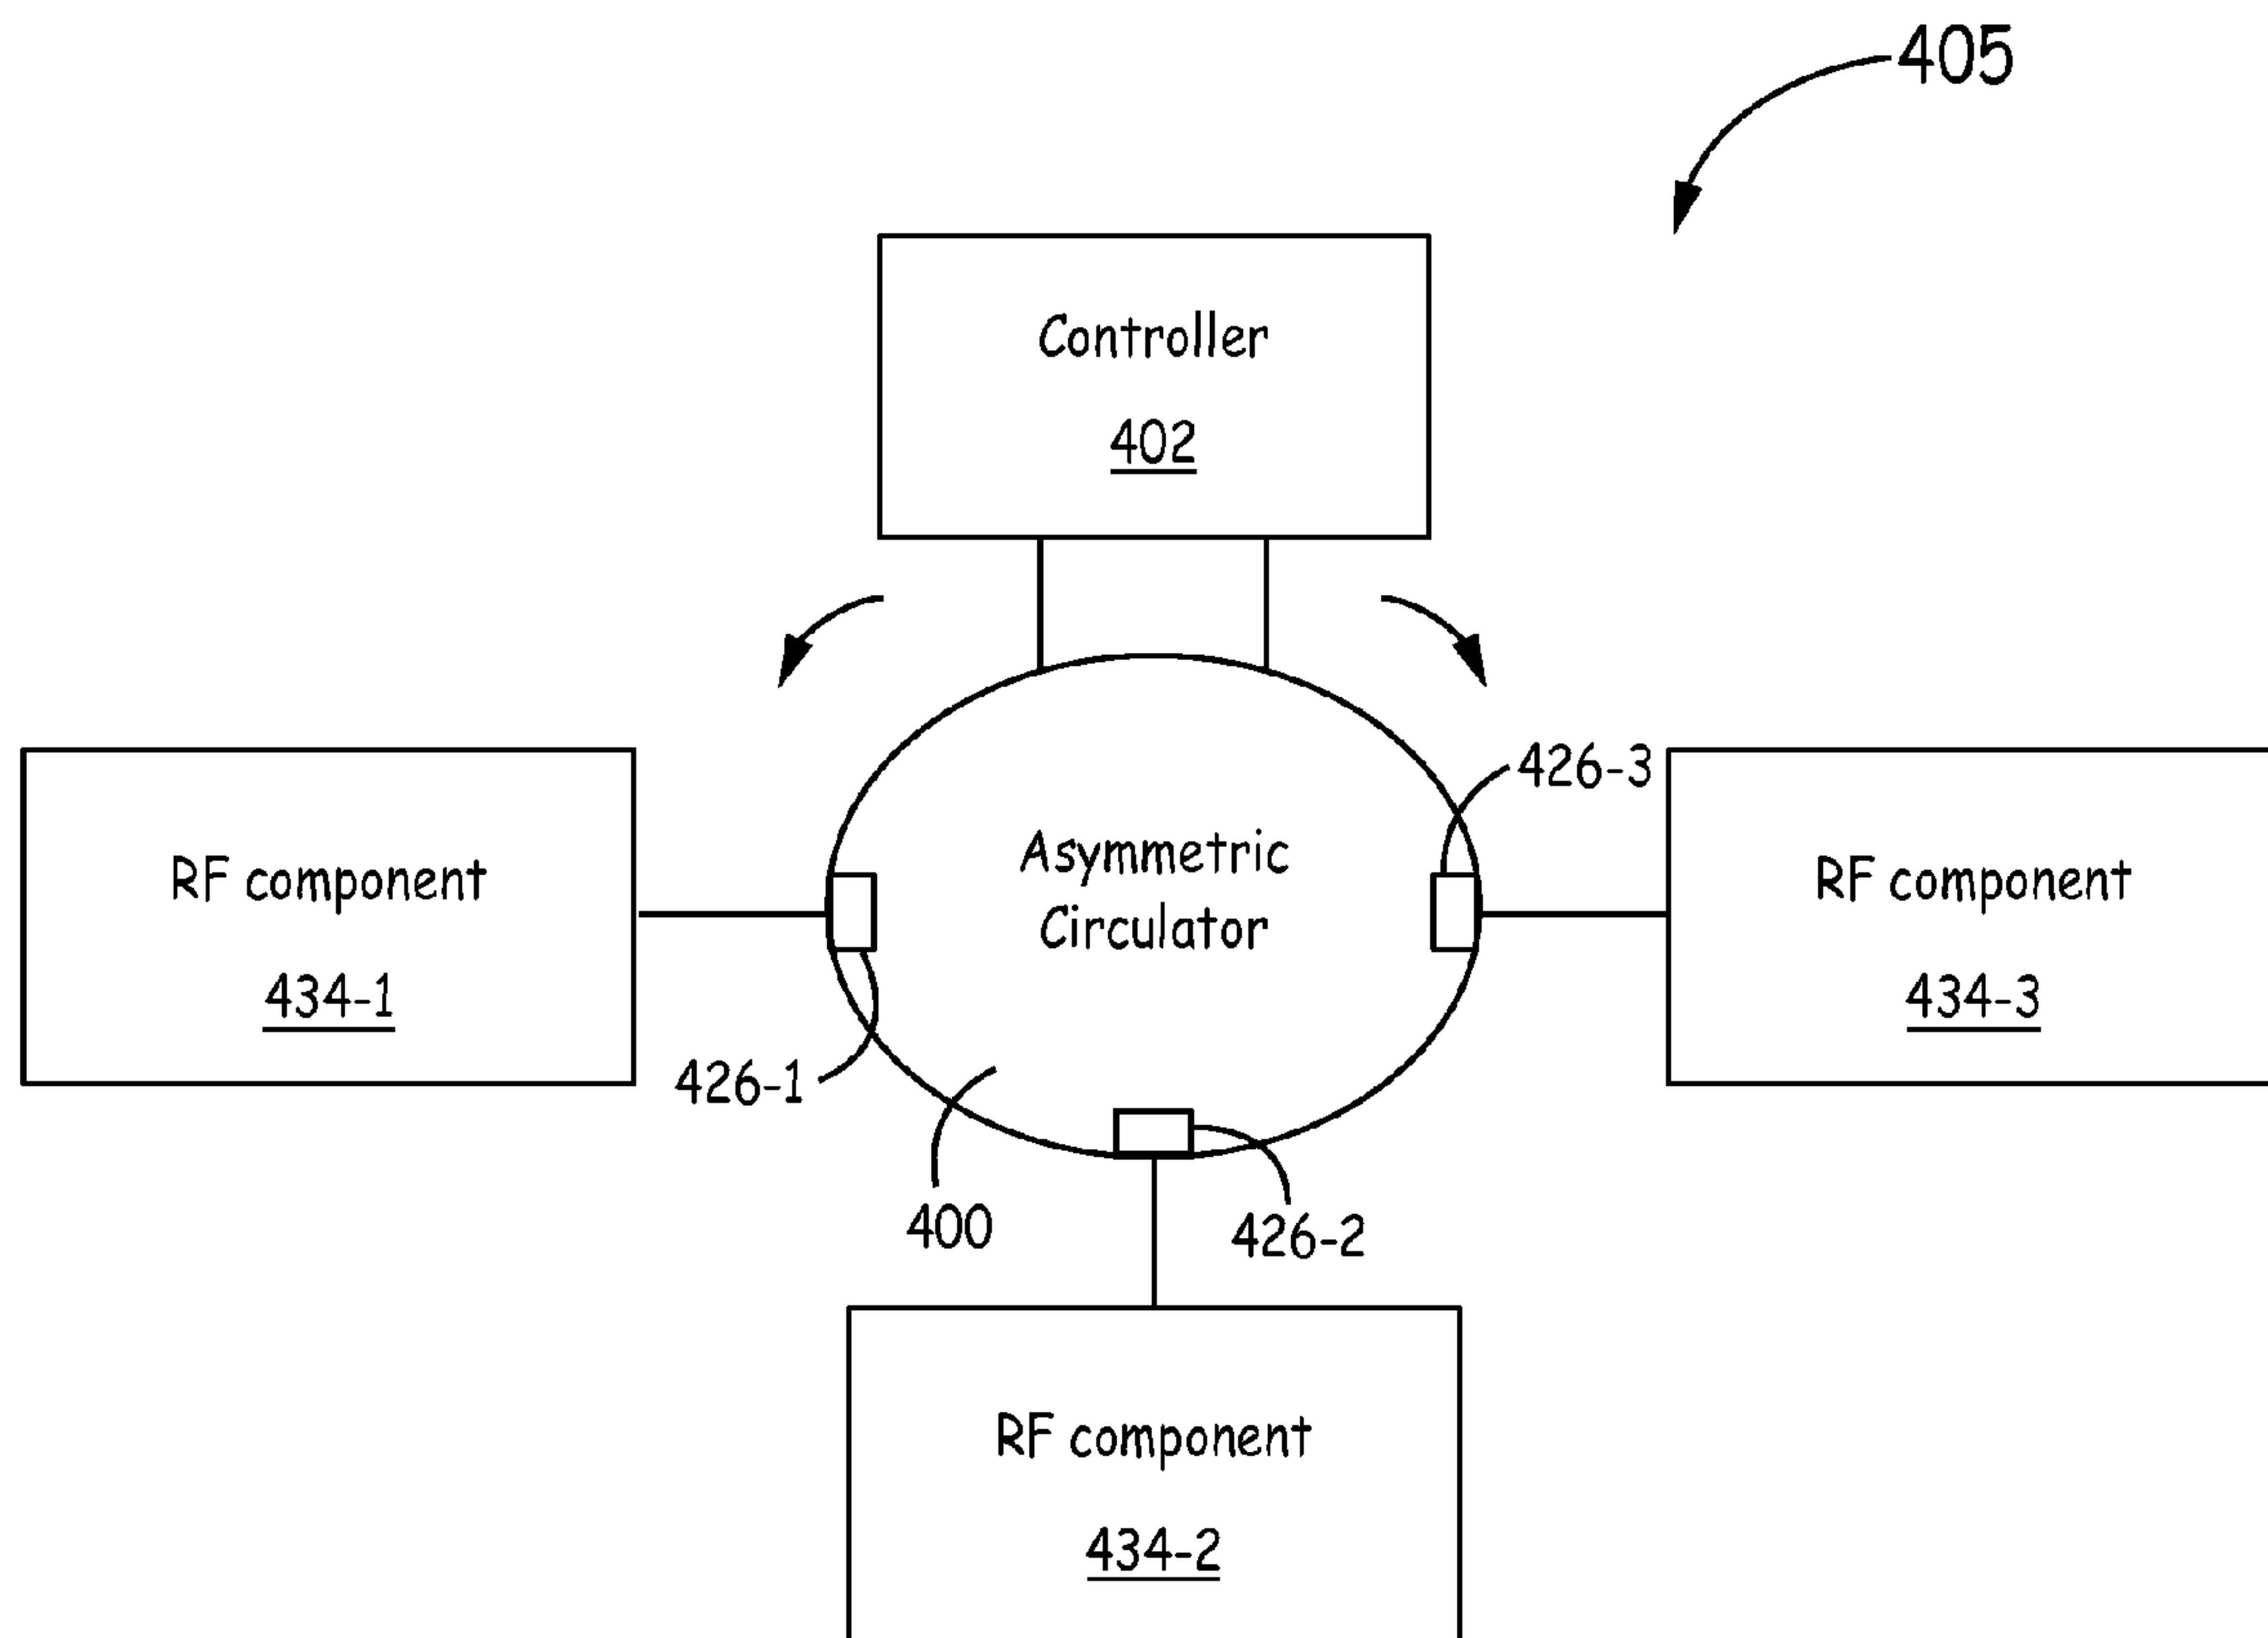 405
Controller
402
426-3
Asymmetric
Circulator
RF component
434-1
RF component
434-3
426-1
400
426-2
RF component
434-2